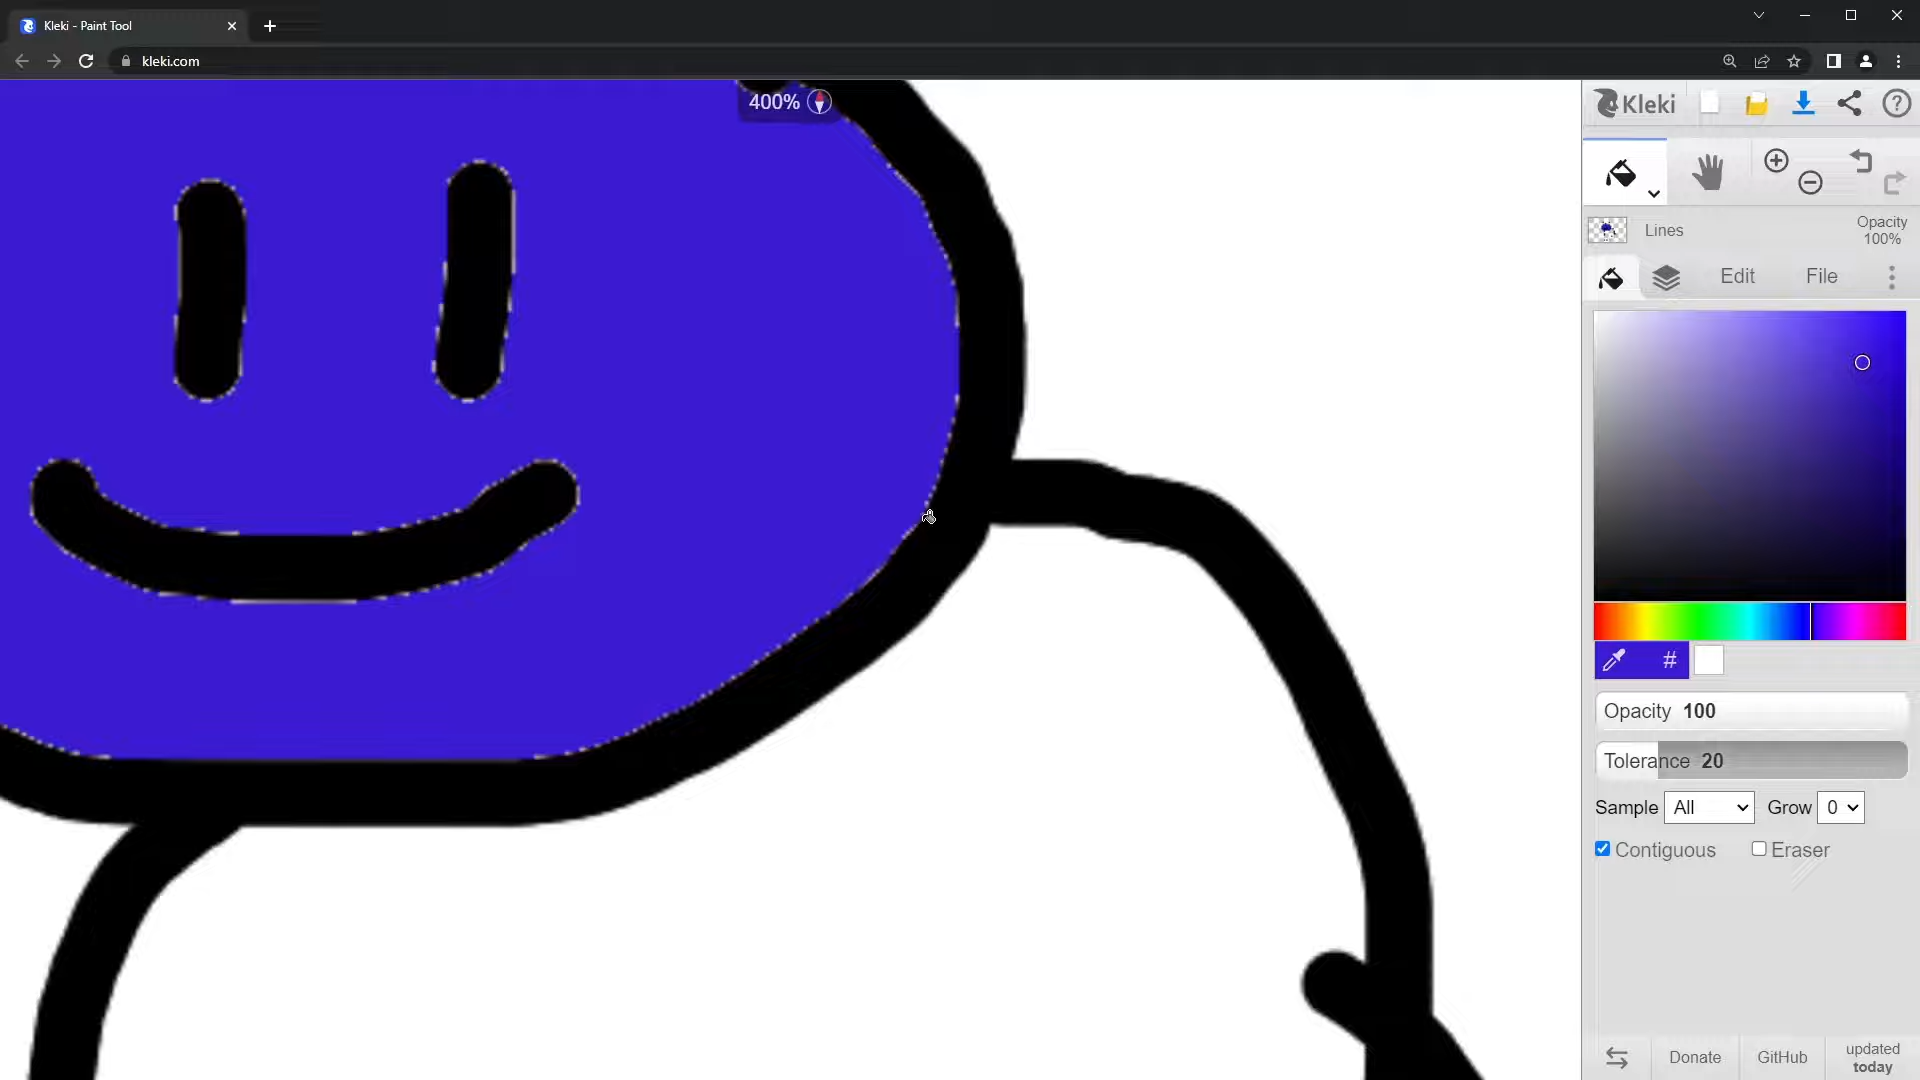 Kleki - Paint Tool
kleki.com
400%
Kleki
?
Lines
Opacity
100%
Edit
File
#
Opacity 100
Tolerance 20
Sample All
Grow 0
Contiguous
Eraser
Donate
GitHub
updated
today